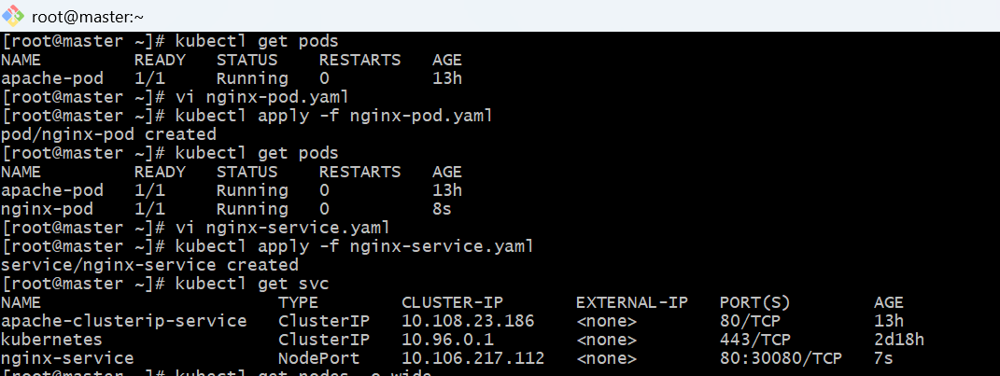 root@master:~
[root@master ~]# kubectl get pods
NAME READY STATUS RESTARTS AGE
apache-pod 1/1 Running 0 13h
[root@master ~]# vi nginx-pod.yaml
[root@master ~]# kubectl apply -f nginx-pod.yaml
pod/nginx-pod created
[root@master ~]# kubectl get pods
NAME READY STATUS RESTARTS AGE
apache-pod 1/1 Running 0 13h
nginx-pod 1/1 Running 0 8s
[root@master ~]# vi nginx-service.yaml
[root@master ~]# kubectl apply -f nginx-service.yaml
service/nginx-service created
[root@master ~]# kubectl get svc
NAME TYPE CLUSTER-IP EXTERNAL-IP PORT(S) AGE
apache-clusterip-service ClusterIP 10.108.23.186 <none> 80/TCP 13h
kubernetes ClusterIP 10.96.0.1 <none> 443/TCP 2d18h
nginx-service NodePort 10.106.217.112 <none> 80:30080/TCP 7s
[root@master ~]# kubectl get nodes -o wide